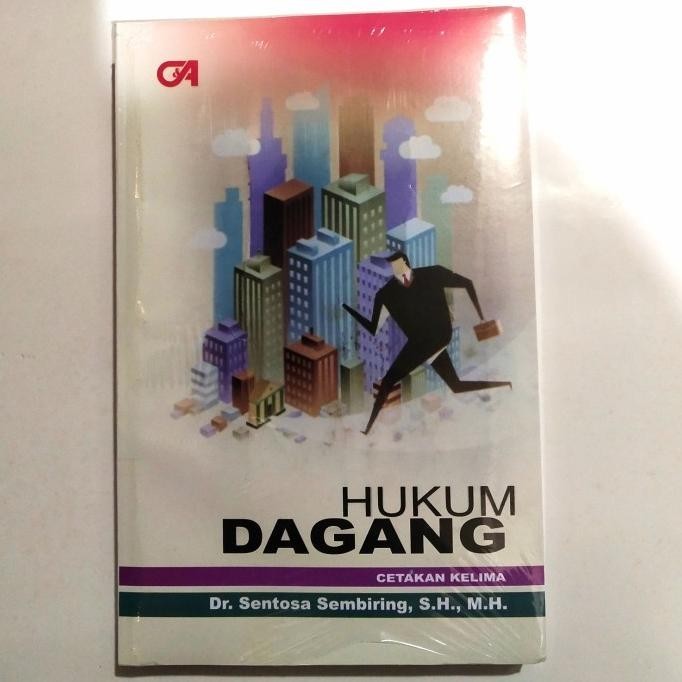 C&A
HUKUM
DAGANG
CETAKAN KELIMA
Dr. Sentosa Sembiring, S.H., M.H.